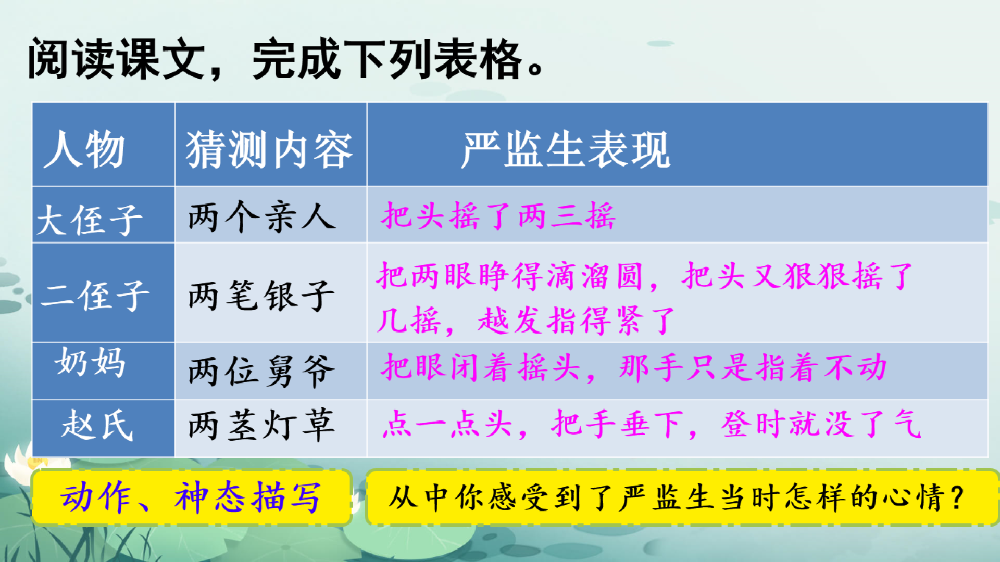 阅读课文，完成下列表格。
人物 猜测内容 严监生表现
大侄子 两个亲人 把头摇了两三摇
二侄子 两笔银子 把两眼睁得滴溜圆，把头又狠狠摇了
几摇，越发指得紧了
奶妈 两位舅爷 把眼闭着摇头，那手只是指着不动
赵氏 两茎灯草 点一点头，把手垂下，登时就没了气
动作、神态描写
从中你感受到了严监生当时怎样的心情？